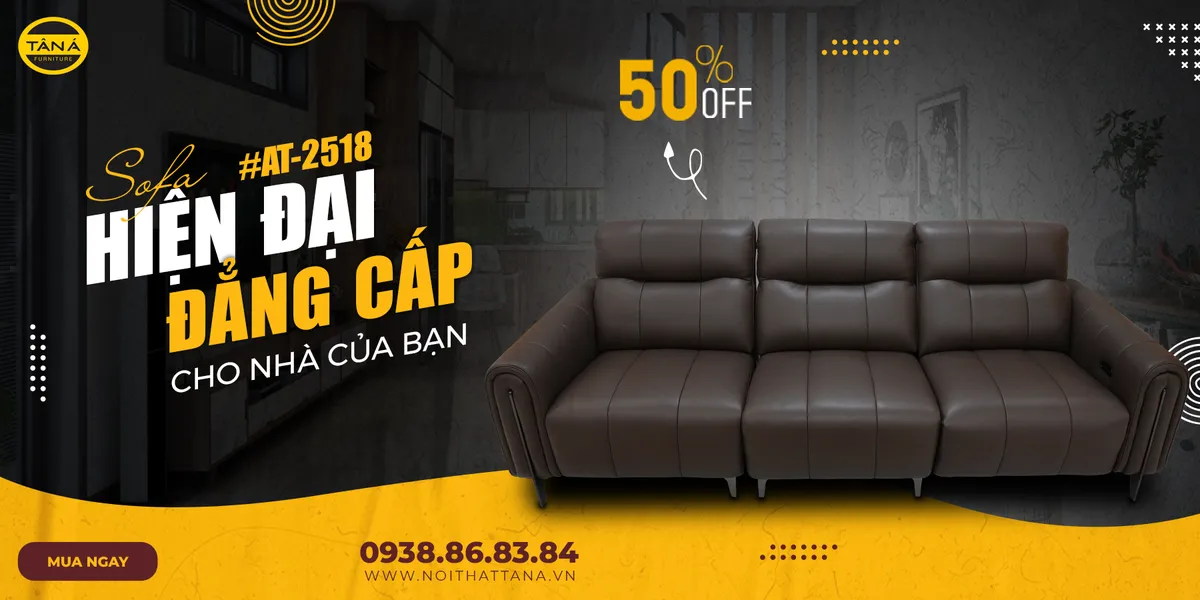 TÂN Á
FURNITURE
50% OFF
Sofa #AT-2518
HIỆN ĐẠI
ĐẲNG CẤP
CHO NHÀ CỦA BẠN
MUA NGAY
0938.86.83.84
WWW.NOITHATTANA.VN